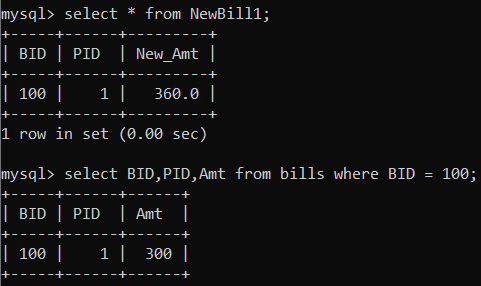 mysql> select * from NewBill1;
+-----+------+---------+
| BID | PID  | New_Amt |
+-----+------+---------+
| 100 |    1 |   360.0 |
+-----+------+---------+
1 row in set (0.00 sec)
mysql> select BID,PID,Amt from bills where BID = 100;
+-----+------+------+
| BID | PID  | Amt  |
+-----+------+------+
| 100 |    1 |  300 |
+-----+------+------+